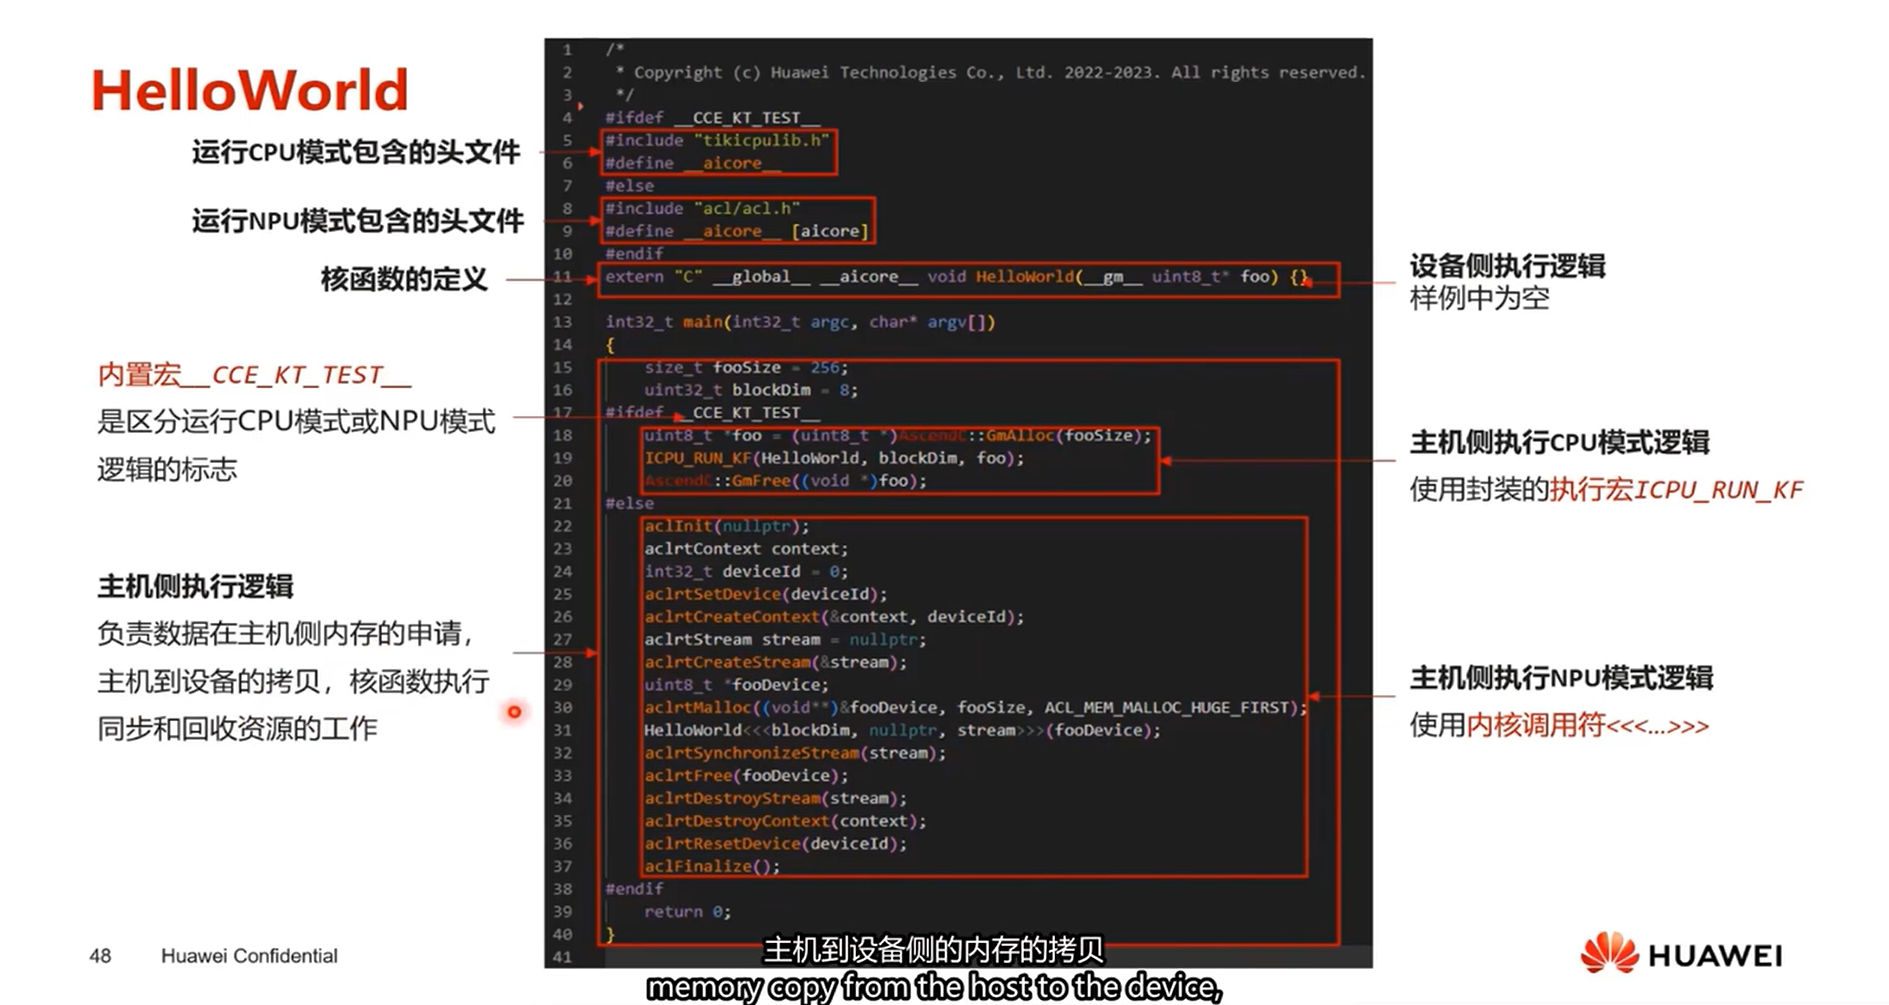 HelloWorld
运行CPU模式包含的头文件
运行NPU模式包含的头文件
核函数的定义
内置宏__CCE_KT_TEST__
是区分运行CPU模式或NPU模式
逻辑的标志
主机侧执行逻辑
负责数据在主机侧内存的申请，
主机到设备的拷贝，核函数执行
同步和回收资源的工作
1 /*
2 * Copyright (c) Huawei Technologies Co., Ltd. 2022-2023. All rights reserved.
3 */
4 #ifdef __CCE_KT_TEST__
5 #include "tikicpulib.h"
6 #define __aicore__
7 #else
8 #include "acl/acl.h"
9 #define __aicore__ [aicore]
10 #endif
11 extern "C" __global__ __aicore__ void HelloWorld(__gm__ uint8_t* foo) {}
12
13 int32_t main(int32_t argc, char* argv[])
14 {
15 size_t fooSize = 256;
16 uint32_t blockDim = 8;
17 #ifdef __CCE_KT_TEST__
18 uint8_t *foo = (uint8_t *)AscendC::GmAlloc(fooSize);
19 ICPU_RUN_KF(HelloWorld, blockDim, foo);
20 AscendC::GmFree((void *)foo);
21 #else
22 aclInit(nullptr);
23 aclrtContext context;
24 int32_t deviceId = 0;
25 aclrtSetDevice(deviceId);
26 aclrtCreateContext(&context, deviceId);
27 aclrtStream stream = nullptr;
28 aclrtCreateStream(&stream);
29 uint8_t *fooDevice;
30 aclrtMalloc((void**)&fooDevice, fooSize, ACL_MEM_MALLOC_HUGE_FIRST);
31 HelloWorld<<<blockDim, nullptr, stream>>>(fooDevice);
32 aclrtSynchronizeStream(stream);
33 aclrtFree(fooDevice);
34 aclrtDestroyStream(stream);
35 aclrtDestroyContext(context);
36 aclrtResetDevice(deviceId);
37 aclFinalize();
38 #endif
39 return 0;
40 }
41
设备侧执行逻辑
样例中为空
主机侧执行CPU模式逻辑
使用封装的执行宏ICPU_RUN_KF
主机侧执行NPU模式逻辑
使用内核调用符<<<...>>>
主机到设备侧的内存的拷贝
memory copy from the host to the device,
48 Huawei Confidential
HUAWEI